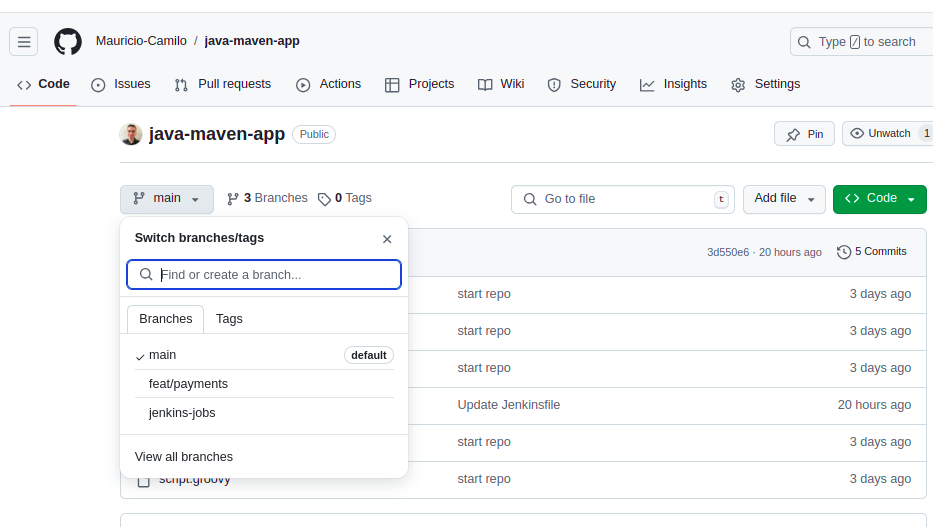 Mauricio-Camilo / java-maven-app
Type / to search
Code Issues Pull requests Actions Projects Wiki Security Insights Settings
java-maven-app Public
Pin
Unwatch 1
main
3 Branches 0 Tags
Go to file t
Add file
Code
Switch branches/tags
Find or create a branch...
Branches Tags
main default
feat/payments
jenkins-jobs
View all branches
3d550e6 · 20 hours ago 5 Commits
start repo 3 days ago
start repo 3 days ago
start repo 3 days ago
Update Jenkinsfile 20 hours ago
start repo 3 days ago
script.groovy start repo 3 days ago